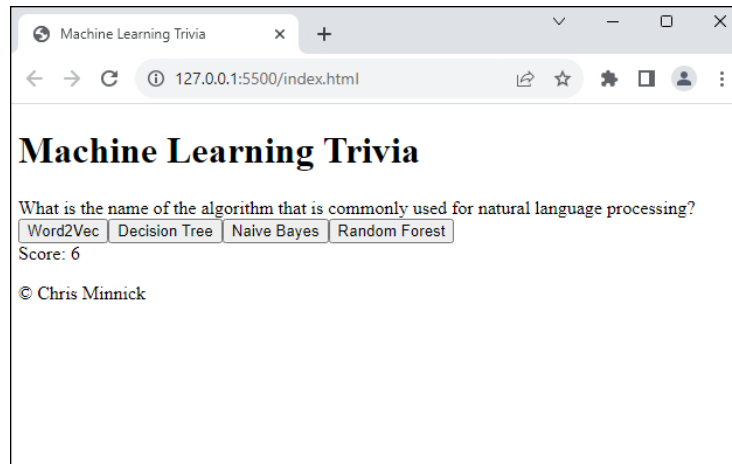 Machine Learning Trivia
127.0.0.1:5500/index.html
Machine Learning Trivia
What is the name of the algorithm that is commonly used for natural language processing?
Word2Vec Decision Tree Naive Bayes Random Forest
Score: 6
© Chris Minnick